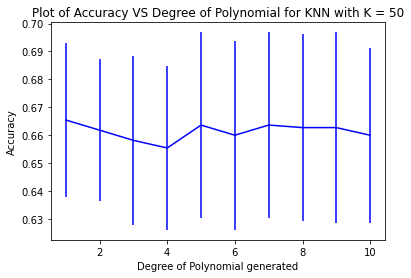 Plot of Accuracy VS Degree of Polynomial for KNN with K = 50
0.70
0.69
0.68
0.67
0.66
0.65
0.64
0.63
Accuracy
2 4 6 8 10
Degree of Polynomial generated